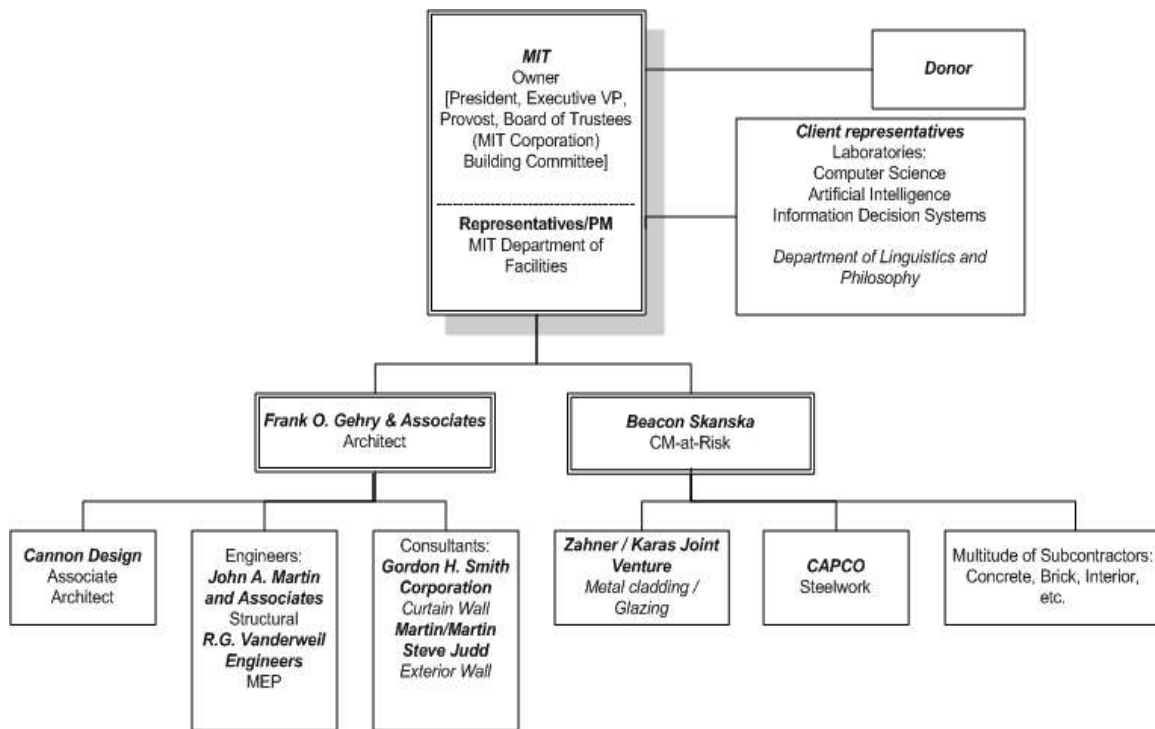 MIT
Owner
[President, Executive VP,
Provost, Board of Trustees
(MIT Corporation)
Building Committee]
Representatives/PM
MIT Department of
Facilities
Donor
Client representatives
Laboratories:
Computer Science
Artificial Intelligence
Information Decision Systems
Department of Linguistics and
Philosophy
Frank O. Gehry & Associates
Architect
Beacon Skanska
CM-at-Risk
Cannon Design
Associate
Architect
Engineers:
John A. Martin
and Associates
Structural
R.G. Vanderweil
Engineers
MEP
Consultants:
Gordon H. Smith
Corporation
Curtain Wall
Martin/Martin
Steve Judd
Exterior Wall
Zahner / Karas Joint
Venture
Metal cladding /
Glazing
CAPCO
Steelwork
Multitude of Subcontractors:
Concrete, Brick, Interior,
etc.